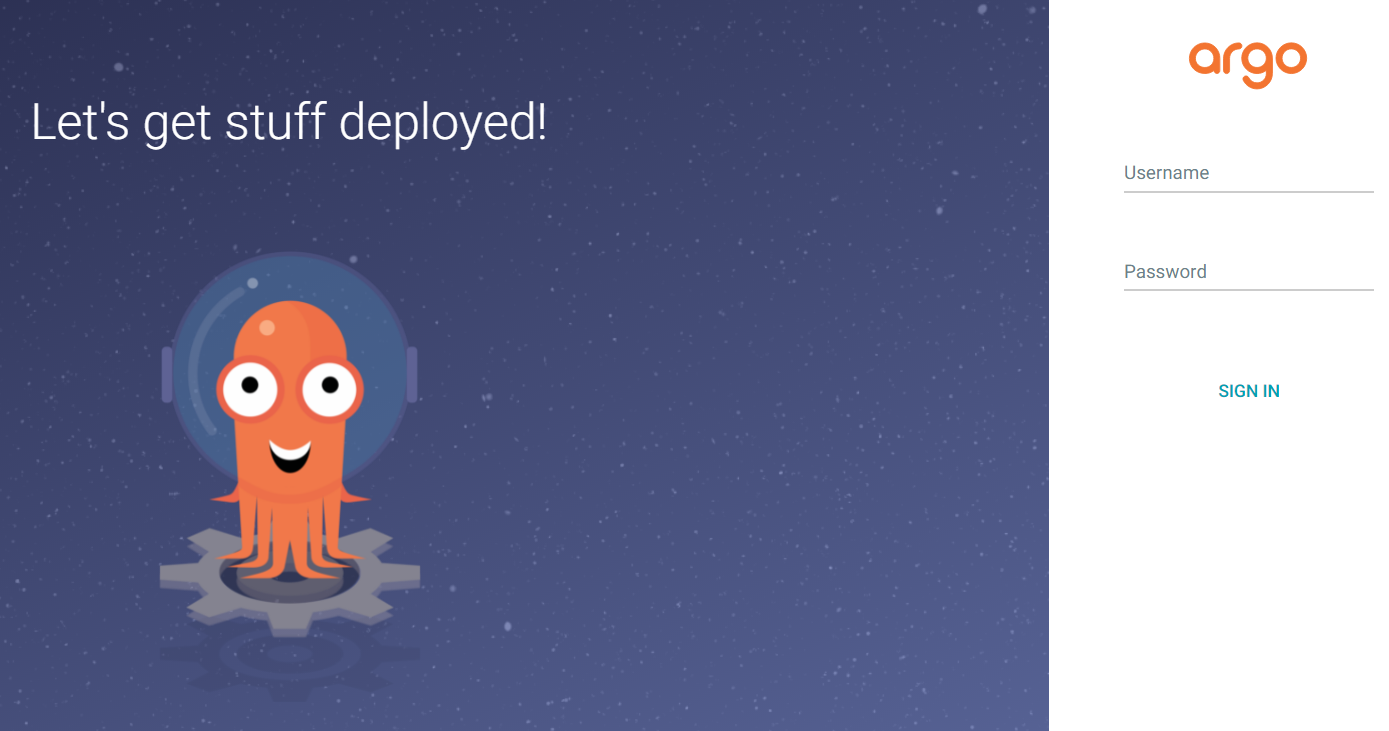 Let's get stuff deployed!
argo
Username
Password
SIGN IN